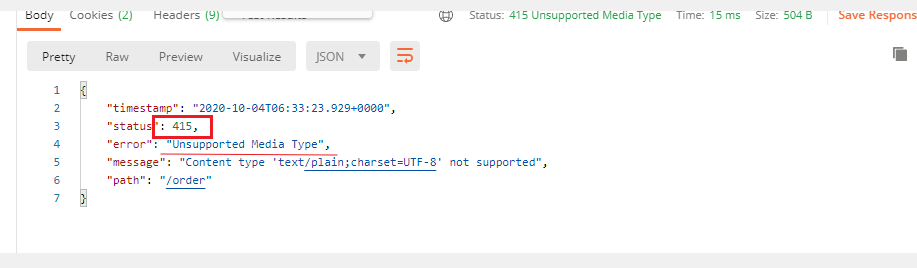 Body Cookies (2) Headers (9) Test Results Status: 415 Unsupported Media Type Time: 15 ms Size: 504 B Save Respons
Pretty Raw Preview Visualize JSON
1 {
2 "timestamp": "2020-10-04T06:33:23.929+0000",
3 "status": 415,
4 "error": "Unsupported Media Type",
5 "message": "Content type 'text/plain;charset=UTF-8' not supported",
6 "path": "/order"
7 }